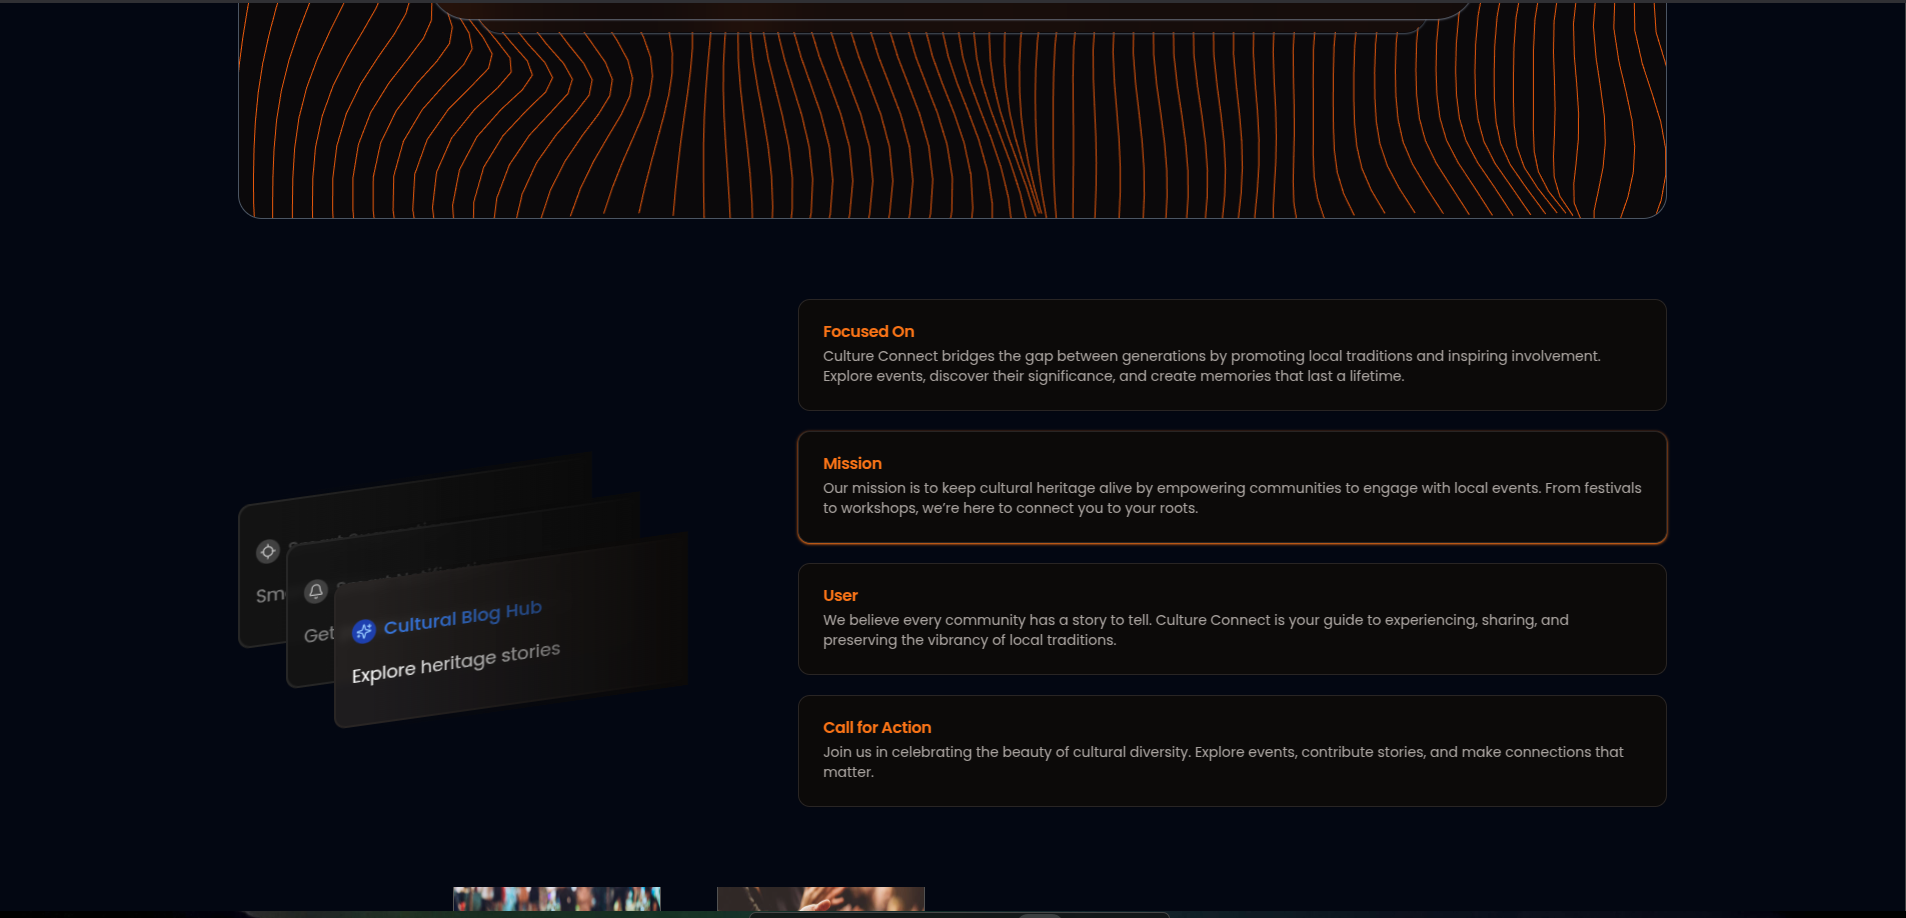 Focused On
Culture Connect bridges the gap between generations by promoting local traditions and inspiring involvement.
Explore events, discover their significance, and create memories that last a lifetime.
Mission
Our mission is to keep cultural heritage alive by empowering communities to engage with local events. From festivals
to workshops, we’re here to connect you to your roots.
User
We believe every community has a story to tell. Culture Connect is your guide to experiencing, sharing, and
preserving the vibrancy of local traditions.
Call for Action
Join us in celebrating the beauty of cultural diversity. Explore events, contribute stories, and make connections that
matter.
Get
Cultural Blog Hub
Explore heritage stories